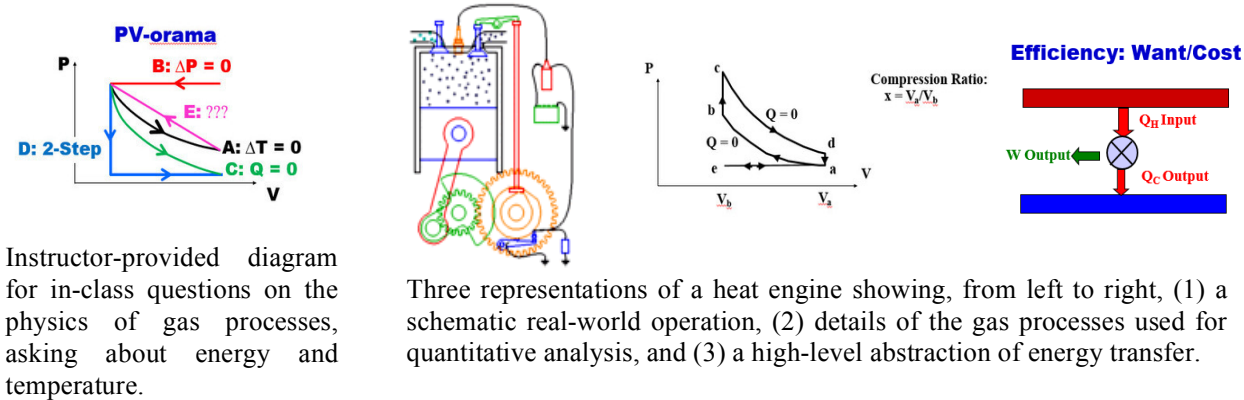 PV-orama
P
B: ΔP = 0
E: ???
D: 2-Step
A: ΔT = 0
C: Q = 0
V
Instructor-provided diagram
for in-class questions on the
physics of gas processes,
asking about energy and
temperature.
P
c
b
Q = 0
Q = 0
d
e
a
V
V_b
V_a
Compression Ratio:
x = V_a/V_b
Efficiency: Want/Cost
Q_H Input
W Output
Q_C Output
Three representations of a heat engine showing, from left to right, (1) a
schematic real-world operation, (2) details of the gas processes used for
quantitative analysis, and (3) a high-level abstraction of energy transfer.